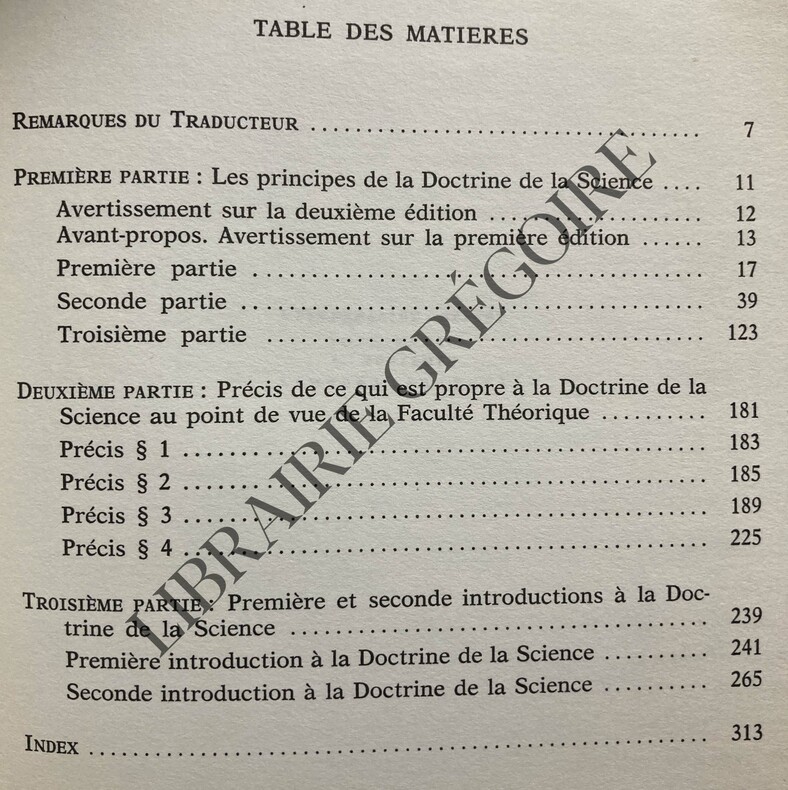 TABLE DES MATIERES
REMARQUES DU TRADUCTEUR .................................... 7
PREMIÈRE PARTIE : Les principes de la Doctrine de la Science .... 11
Avertissement sur la deuxième édition ................... 12
Avant-propos. Avertissement sur la première édition ...... 13
Première partie ........................................ 17
Seconde partie ......................................... 39
Troisième partie ....................................... 123
DEUXIÈME PARTIE : Précis de ce qui est propre à la Doctrine de la
Science au point de vue de la Faculté Théorique .......... 181
Précis § 1 .............................................. 183
Précis § 2 .............................................. 185
Précis § 3 .............................................. 189
Précis § 4 .............................................. 225
TROISIÈME PARTIE : Première et seconde introductions à la Doc-
trine de la Science ..................................... 239
Première introduction à la Doctrine de la Science .......... 241
Seconde introduction à la Doctrine de la Science .......... 265
INDEX ..................................................... 313
LIBRAIRIE GRÉGOIRE